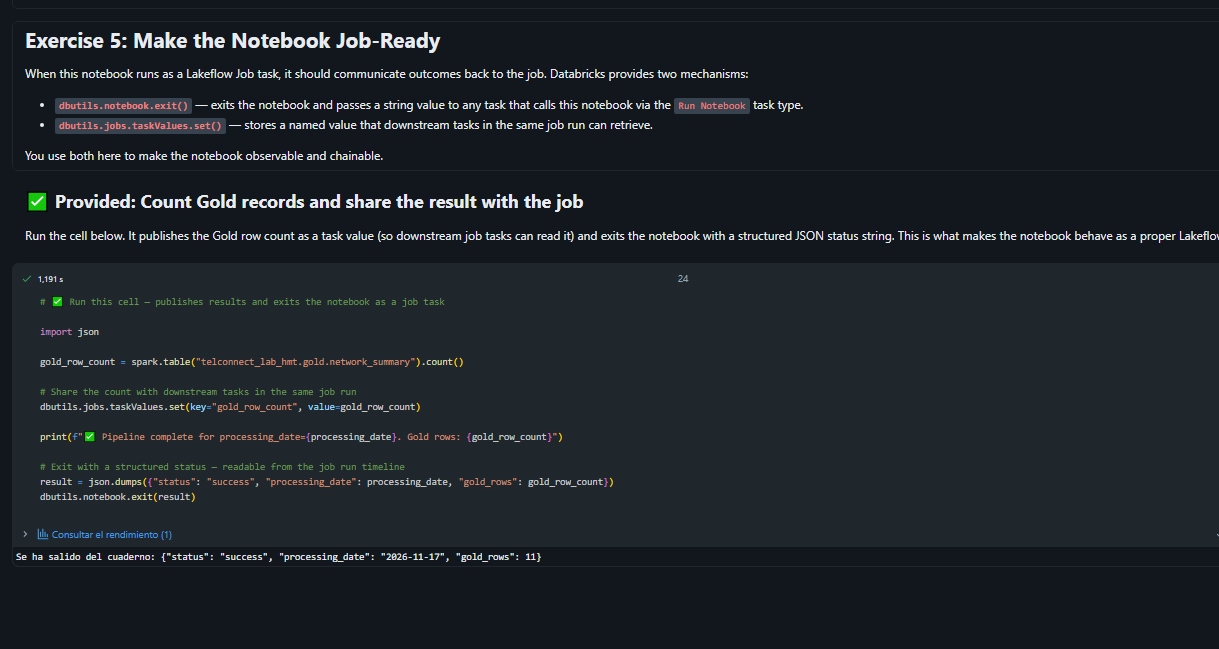 Exercise 5: Make the Notebook Job-Ready
When this notebook runs as a Lakeflow Job task, it should communicate outcomes back to the job. Databricks provides two mechanisms:
• dbutils.notebook.exit() — exits the notebook and passes a string value to any task that calls this notebook via the Run Notebook task type.
• dbutils.jobs.taskValues.set() — stores a named value that downstream tasks in the same job run can retrieve.
You use both here to make the notebook observable and chainable.
✅ Provided: Count Gold records and share the result with the job
Run the cell below. It publishes the Gold row count as a task value (so downstream job tasks can read it) and exits the notebook with a structured JSON status string. This is what makes the notebook behave as a proper Lakeflow
1,191 s
24
# ✅ Run this cell — publishes results and exits the notebook as a job task
import json
gold_row_count = spark.table("telconnect_lab_hmt.gold.network_summary").count()
# Share the count with downstream tasks in the same job run
dbutils.jobs.taskValues.set(key="gold_row_count", value=gold_row_count)
print(f"✅ Pipeline complete for processing_date={processing_date}. Gold rows: {gold_row_count}")
# Exit with a structured status — readable from the job run timeline
result = json.dumps({"status": "success", "processing_date": processing_date, "gold_rows": gold_row_count})
dbutils.notebook.exit(result)
Consultar el rendimiento (1)
Se ha salido del cuaderno: {"status": "success", "processing_date": "2026-11-17", "gold_rows": 11}